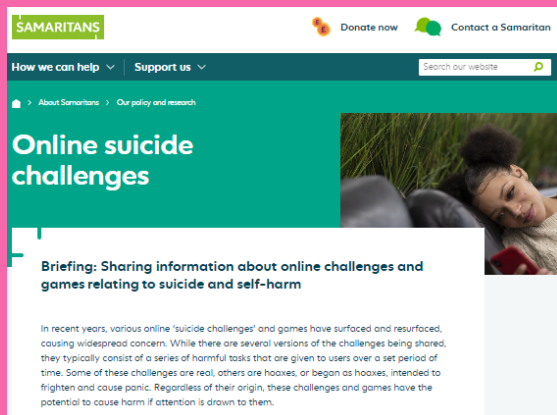 SAMARITANS
Donate now
Contact a Samaritan
How we can help
Support us
Search our website
> About Samaritans > Our policy and research
Online suicide
challenges
Briefing: Sharing information about online challenges and
games relating to suicide and self-harm
In recent years, various online 'suicide challenges' and games have surfaced and resurfaced,
causing widespread concern. While there are several versions of the challenges being shared,
they typically consist of a series of harmful tasks that are given to users over a set period of
time. Some of these challenges are real, others are hoaxes, or began as hoaxes, intended to
frighten and cause panic. Regardless of their origin, these challenges and games have the
potential to cause harm if attention is drawn to them.